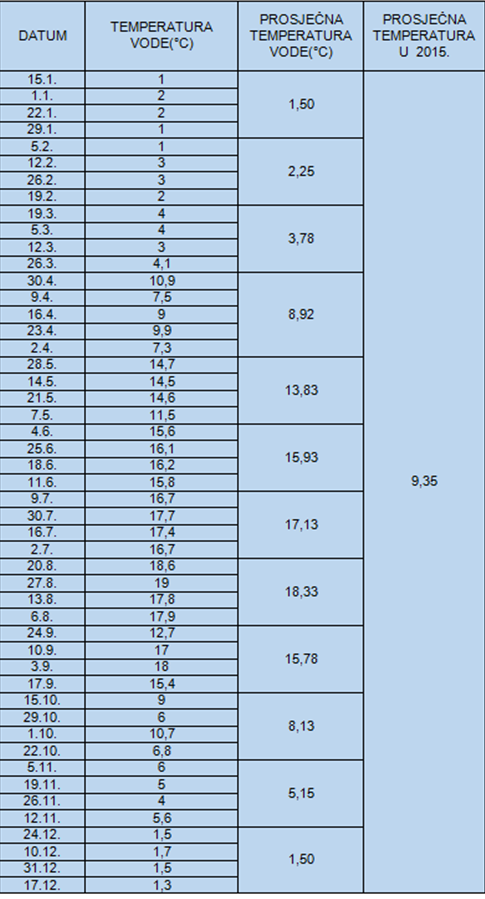 DATUM TEMPERATURA VODE(°C) PROSJEČNA TEMPERATURA VODE(°C) PROSJEČNA TEMPERATURA U 2015.
15.1. 1 1,50 9,35
1.1. 2
22.1. 2
29.1. 1
5.2. 1 2,25
12.2. 3
26.2. 3
19.2. 2
19.3. 4 3,78
5.3. 4
12.3. 3
26.3. 4,1
30.4. 10,9 8,92
9.4. 7,5
16.4. 9
23.4. 9,9
2.4. 7,3
28.5. 14,7 13,83
14.5. 14,5
21.5. 14,6
7.5. 11,5
4.6. 15,6 15,93
25.6. 16,1
18.6. 16,2
11.6. 15,8
9.7. 16,7 17,13
30.7. 17,7
16.7. 17,4
2.7. 16,7
20.8. 18,6 18,33
27.8. 19
13.8. 17,8
6.8. 17,9
24.9. 12,7 15,78
10.9. 17
3.9. 18
17.9. 15,4
15.10. 9 8,13
29.10. 6
1.10. 10,7
22.10. 6,8
5.11. 6 5,15
19.11. 5
26.11. 4
12.11. 5,6
24.12. 1,5 1,50
10.12. 1,7
31.12. 1,5
17.12. 1,3